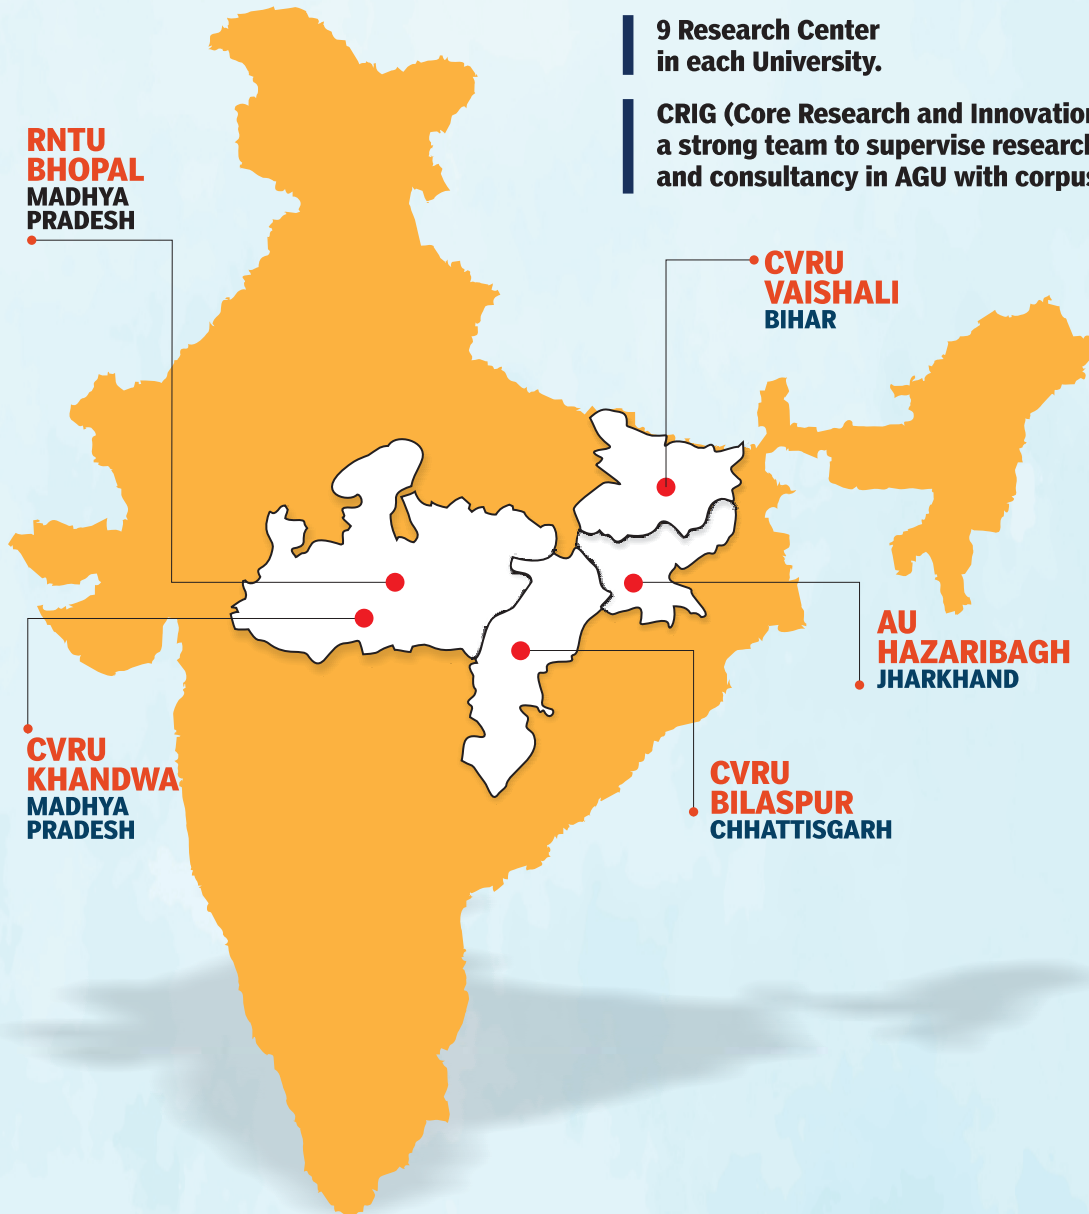 9 Research Center
in each University.
CRIG (Core Research and Innovation
a strong team to supervise research
and consultancy in AGU with corpus
RNTU
BHOPAL
MADHYA
PRADESH
CVRU
VAISHALI
BIHAR
AU
HAZARIBAGH
JHARKHAND
CVRU
KHANDWA
MADHYA
PRADESH
CVRU
BILASPUR
CHHATTISGARH